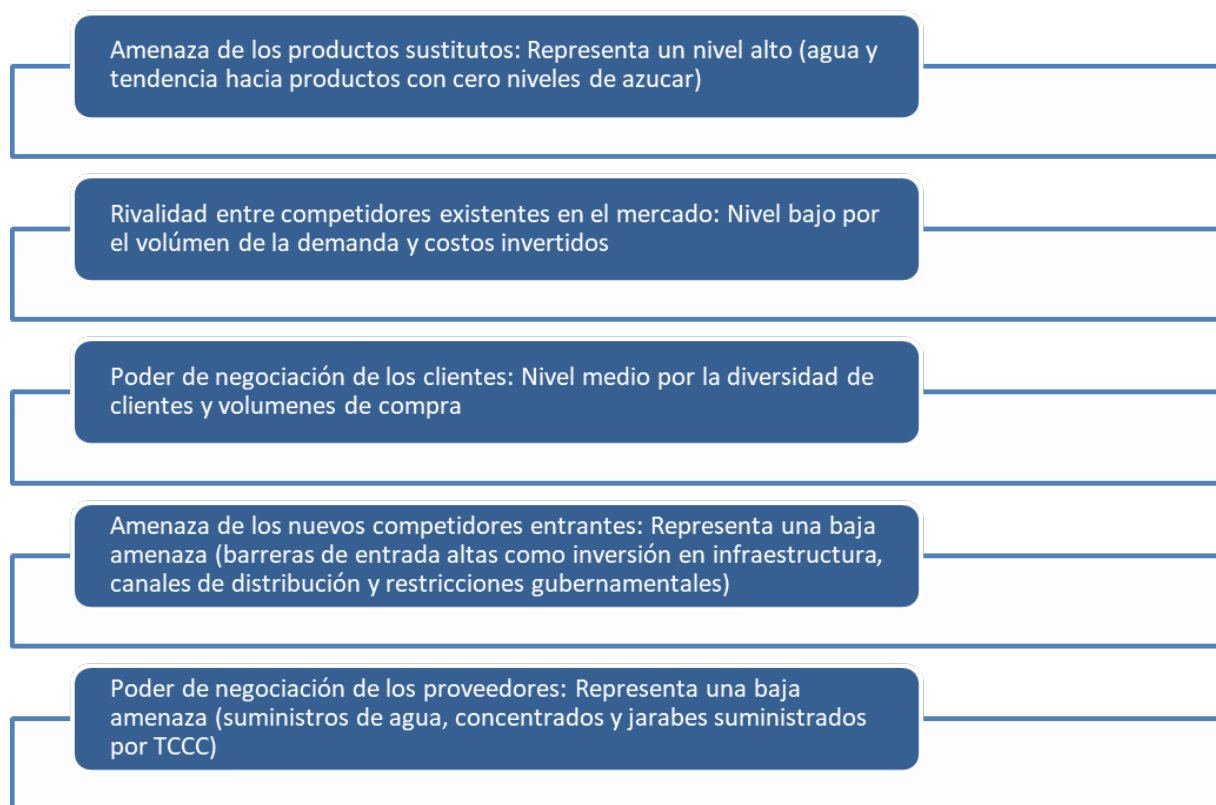 Amenaza de los productos sustitutos: Representa un nivel alto (agua y
tendencia hacia productos con cero niveles de azucar)
Rivalidad entre competidores existentes en el mercado: Nivel bajo por
el volúmen de la demanda y costos invertidos
Poder de negociación de los clientes: Nivel medio por la diversidad de
clientes y volumenes de compra
Amenaza de los nuevos competidores entrantes: Representa una baja
amenaza (barreras de entrada altas como inversión en infraestructura,
canales de distribución y restricciones gubernamentales)
Poder de negociación de los proveedores: Representa una baja
amenaza (suministros de agua, concentrados y jarabes suministrados
por TCCC)